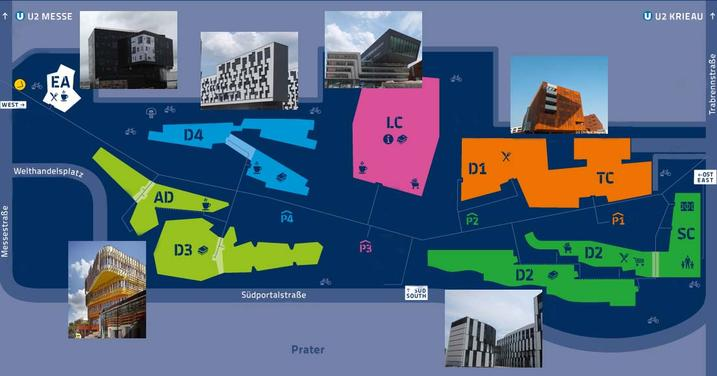 U U2 MESSE
U U2 KRIEAU
Trabrennstraße
EA
WEST →
D4
LC
D1
TC
← OST
EAST
Welthandelsplatz
AD
Messestraße
P4
P2
P1
P3
D3
D2
SC
D2
Südportalstraße
↑ SÜD
SOUTH
Prater